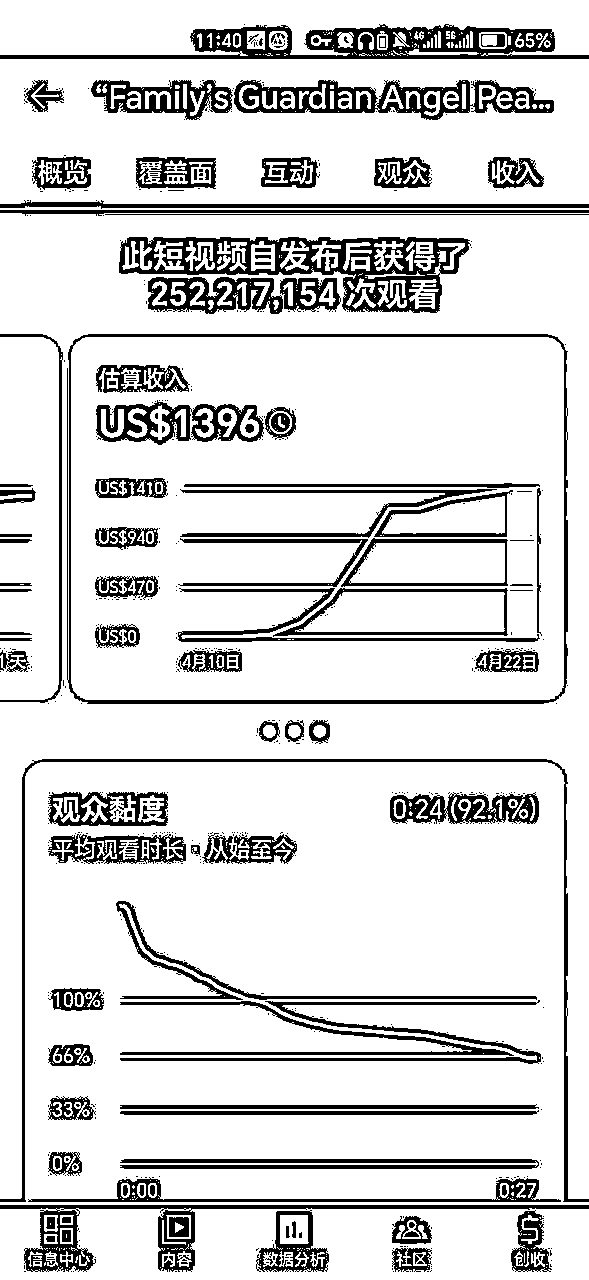 11:40 4G 5G 65%
“Family’s Guardian Angel Pea...
概览 覆盖面 互动 观众 收入
此短视频自发布后获得了
252,217,154 次观看
估算收入
US$1396
US$1410
US$940
US$470
US$0
1天 4月10日 4月22日
观众黏度 0:24 (92.1%)
平均观看时长 · 从始至今
100%
66%
33%
0%
0:00 0:27
信息中心 内容 数据分析 社区 创收